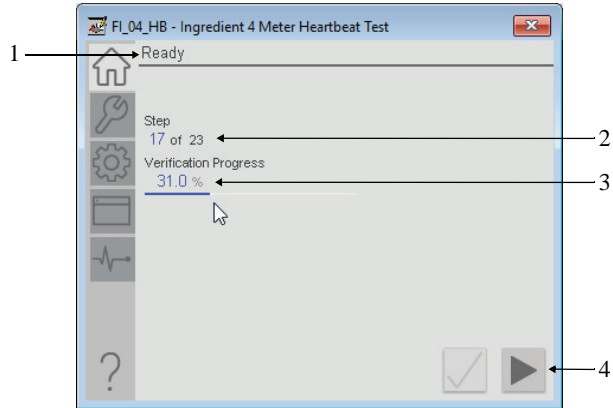 FI_04_HB - Ingredient 4 Meter Heartbeat Test
1
Ready
Step
17 of 23
2
Verification Progress
31.0 %
3
?
4